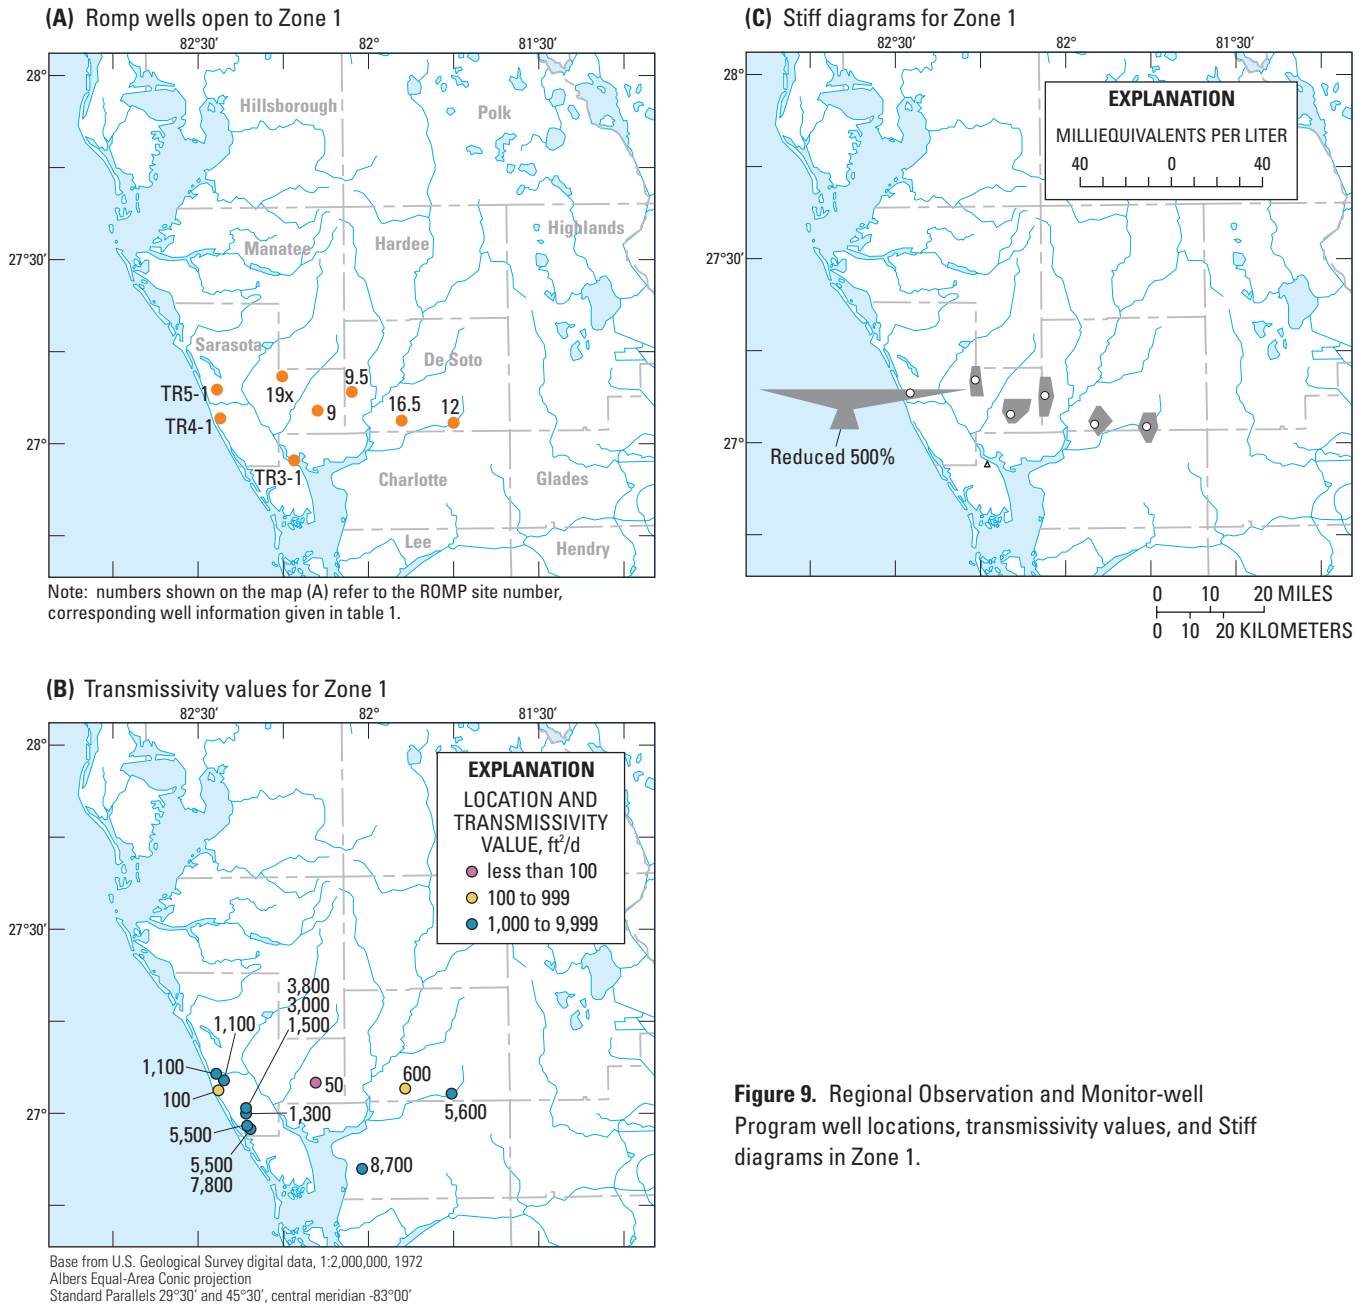 (A) Romp wells open to Zone 1
82°30′ 82° 81°30′
28°
27°30′
27°
Hillsborough
Polk
Highlands
Manatee
Hardee
Sarasota
De Soto
TR5-1
19x
9.5
9
16.5
12
TR4-1
TR3-1
Charlotte
Glades
Lee
Hendry
Note: numbers shown on the map (A) refer to the ROMP site number,
corresponding well information given in table 1.
(C) Stiff diagrams for Zone 1
82°30′ 82° 81°30′
28°
27°30′
27°
EXPLANATION
MILLIEQUIVALENTS PER LITER
40 0 40
Reduced 500%
0 10 20 MILES
0 10 20 KILOMETERS
(B) Transmissivity values for Zone 1
82°30′ 82° 81°30′
28°
27°30′
27°
EXPLANATION
LOCATION AND
TRANSMISSIVITY
VALUE, ft²/d
less than 100
100 to 999
1,000 to 9,999
3,800
3,000
1,500
1,100
1,100
100
50
600
5,600
1,300
5,500
5,500
7,800
8,700
Base from U.S. Geological Survey digital data, 1:2,000,000, 1972
Albers Equal-Area Conic projection
Standard Parallels 29°30′ and 45°30′, central meridian -83°00′
Figure 9. Regional Observation and Monitor-well
Program well locations, transmissivity values, and Stiff
diagrams in Zone 1.